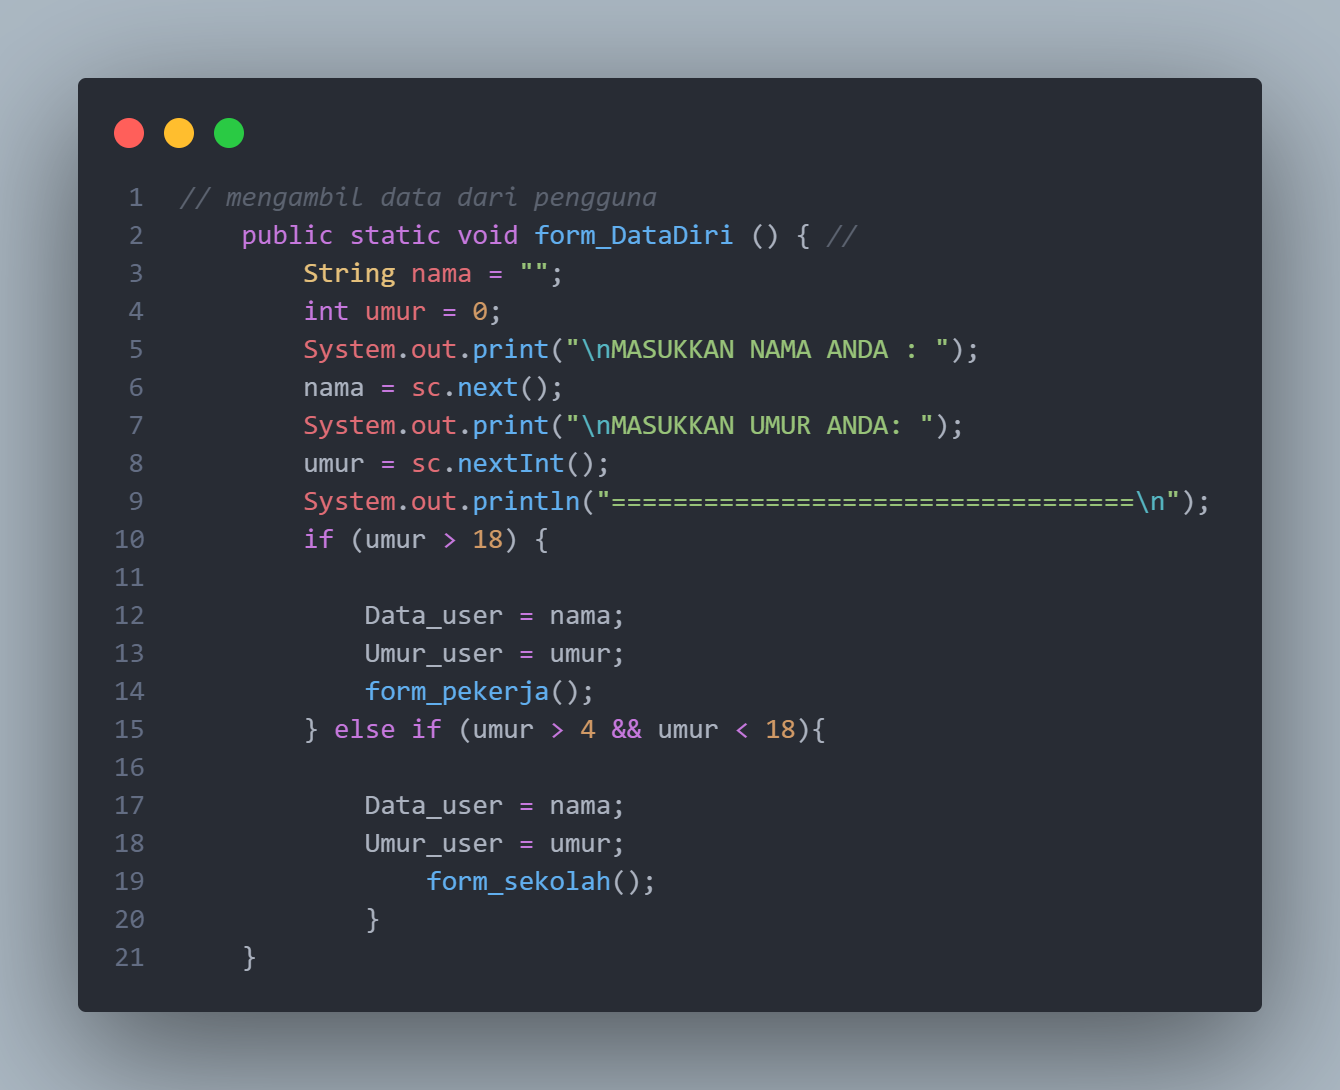 1 // mengambil data dari pengguna
2     public static void form_DataDiri () { //
3         String nama = "";
4         int umur = 0;
5         System.out.print("\nMASUKKAN NAMA ANDA : ");
6         nama = sc.next();
7         System.out.print("\nMASUKKAN UMUR ANDA: ");
8         umur = sc.nextInt();
9         System.out.println("==================================\n");
10         if (umur > 18) {
11
12             Data_user = nama;
13             Umur_user = umur;
14             form_pekerja();
15         } else if (umur > 4 && umur < 18){
16
17             Data_user = nama;
18             Umur_user = umur;
19                 form_sekolah();
20             }
21     }